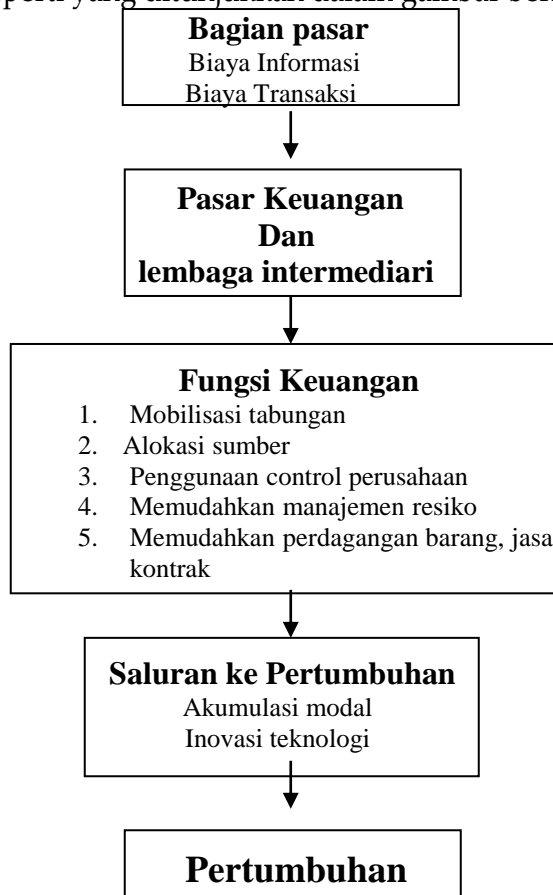 Bagian pasar
Biaya Informasi
Biaya Transaksi
Pasar Keuangan
Dan
lembaga intermediari
Fungsi Keuangan
1. Mobilisasi tabungan
2. Alokasi sumber
3. Penggunaan control perusahaan
4. Memudahkan manajemen resiko
5. Memudahkan perdagangan barang, jasa
kontrak
Saluran ke Pertumbuhan
Akumulasi modal
Inovasi teknologi
Pertumbuhan